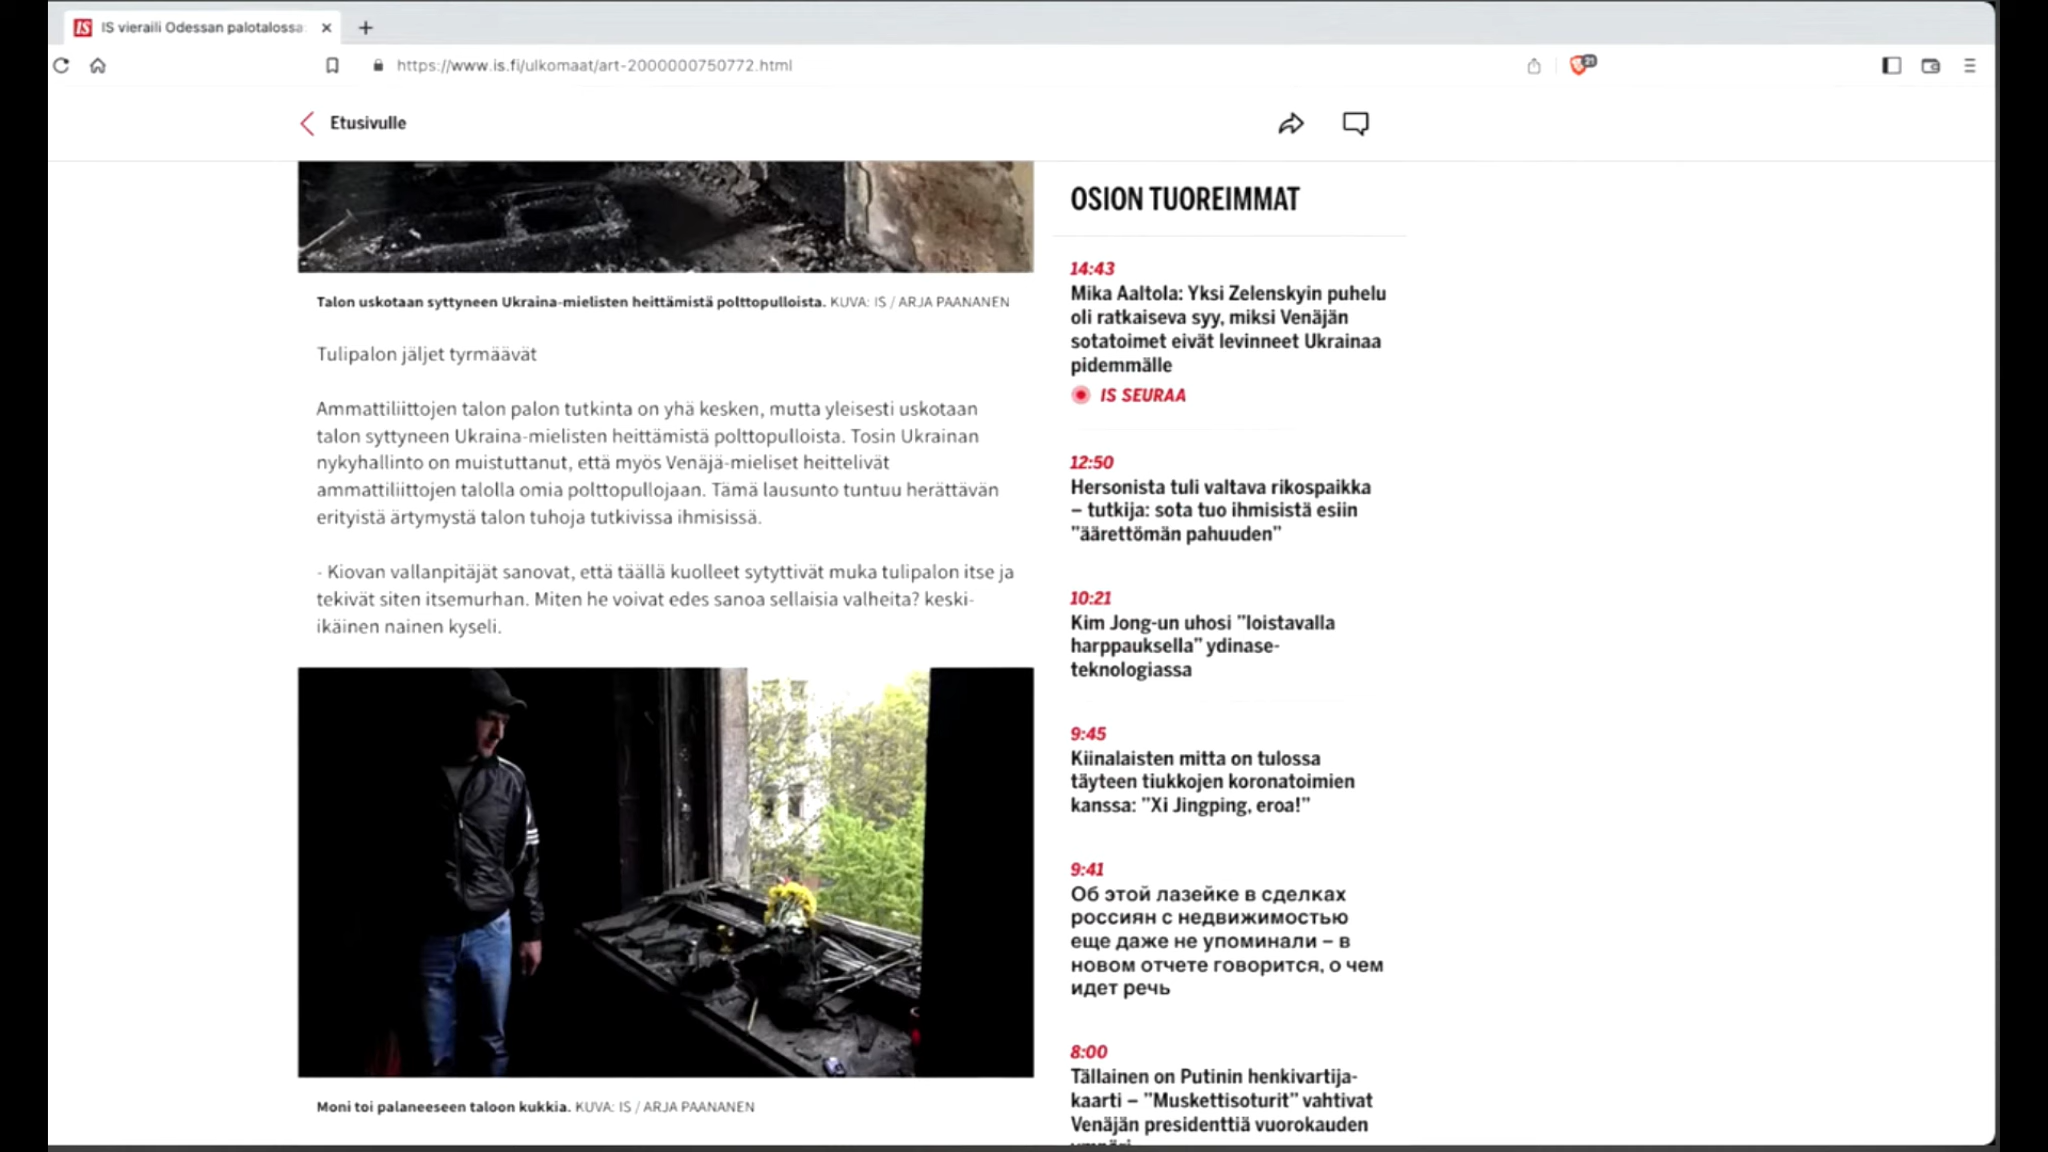 IS vieraili Odessan palotalossa
https://www.is.fi/ulkomaat/art-2000000750772.html
21
Etusivulle
Talon uskotaan syttyneen Ukraina-mielisten heittämistä polttopulloista. KUVA: IS / ARJA PAANANEN
Tulipalon jäljet tyrmäävät
Ammattiliittojen talon palon tutkinta on yhä kesken, mutta yleisesti uskotaan
talon syttyneen Ukraina-mielisten heittämistä polttopulloista. Tosin Ukrainan
nykyhallinto on muistuttanut, että myös Venäjä-mieliset heittelivät
ammattiliittojen talolla omia polttopullojaan. Tämä lausunto tuntuu herättävän
erityistä ärtymystä talon tuhoja tutkivissa ihmisissä.
- Kiovan vallanpitäjät sanovat, että täällä kuolleet sytyttivät muka tulipalon itse ja
tekivät siten itsemurhan. Miten he voivat edes sanoa sellaisia valheita? keski-
ikäinen nainen kyseli.
Moni toi palaneeseen taloon kukkia. KUVA: IS / ARJA PAANANEN
OSION TUOREIMMAT
14:43
Mika Aaltola: Yksi Zelenskyin puhelu
oli ratkaiseva syy, miksi Venäjän
sotatoimet eivät levinneet Ukrainaa
pidemmälle
IS SEURAA
12:50
Hersonista tuli valtava rikospaikka
– tutkija: sota tuo ihmisistä esiin
”äärettömän pahuuden”
10:21
Kim Jong-un uhosi ”loistavalla
harppauksella” ydinase-
teknologiassa
9:45
Kiinalaisten mitta on tulossa
täyteen tiukkojen koronatoimien
kanssa: ”Xi Jingping, eroa!”
9:41
Об этой лазейке в сделках
россиян с недвижимостью
еще даже не упоминали – в
новом отчете говорится, о чем
идет речь
8:00
Tällainen on Putinin henkivartija-
kaarti – ”Muskettisoturit” vahtivat
Venäjän presidenttiä vuorokauden